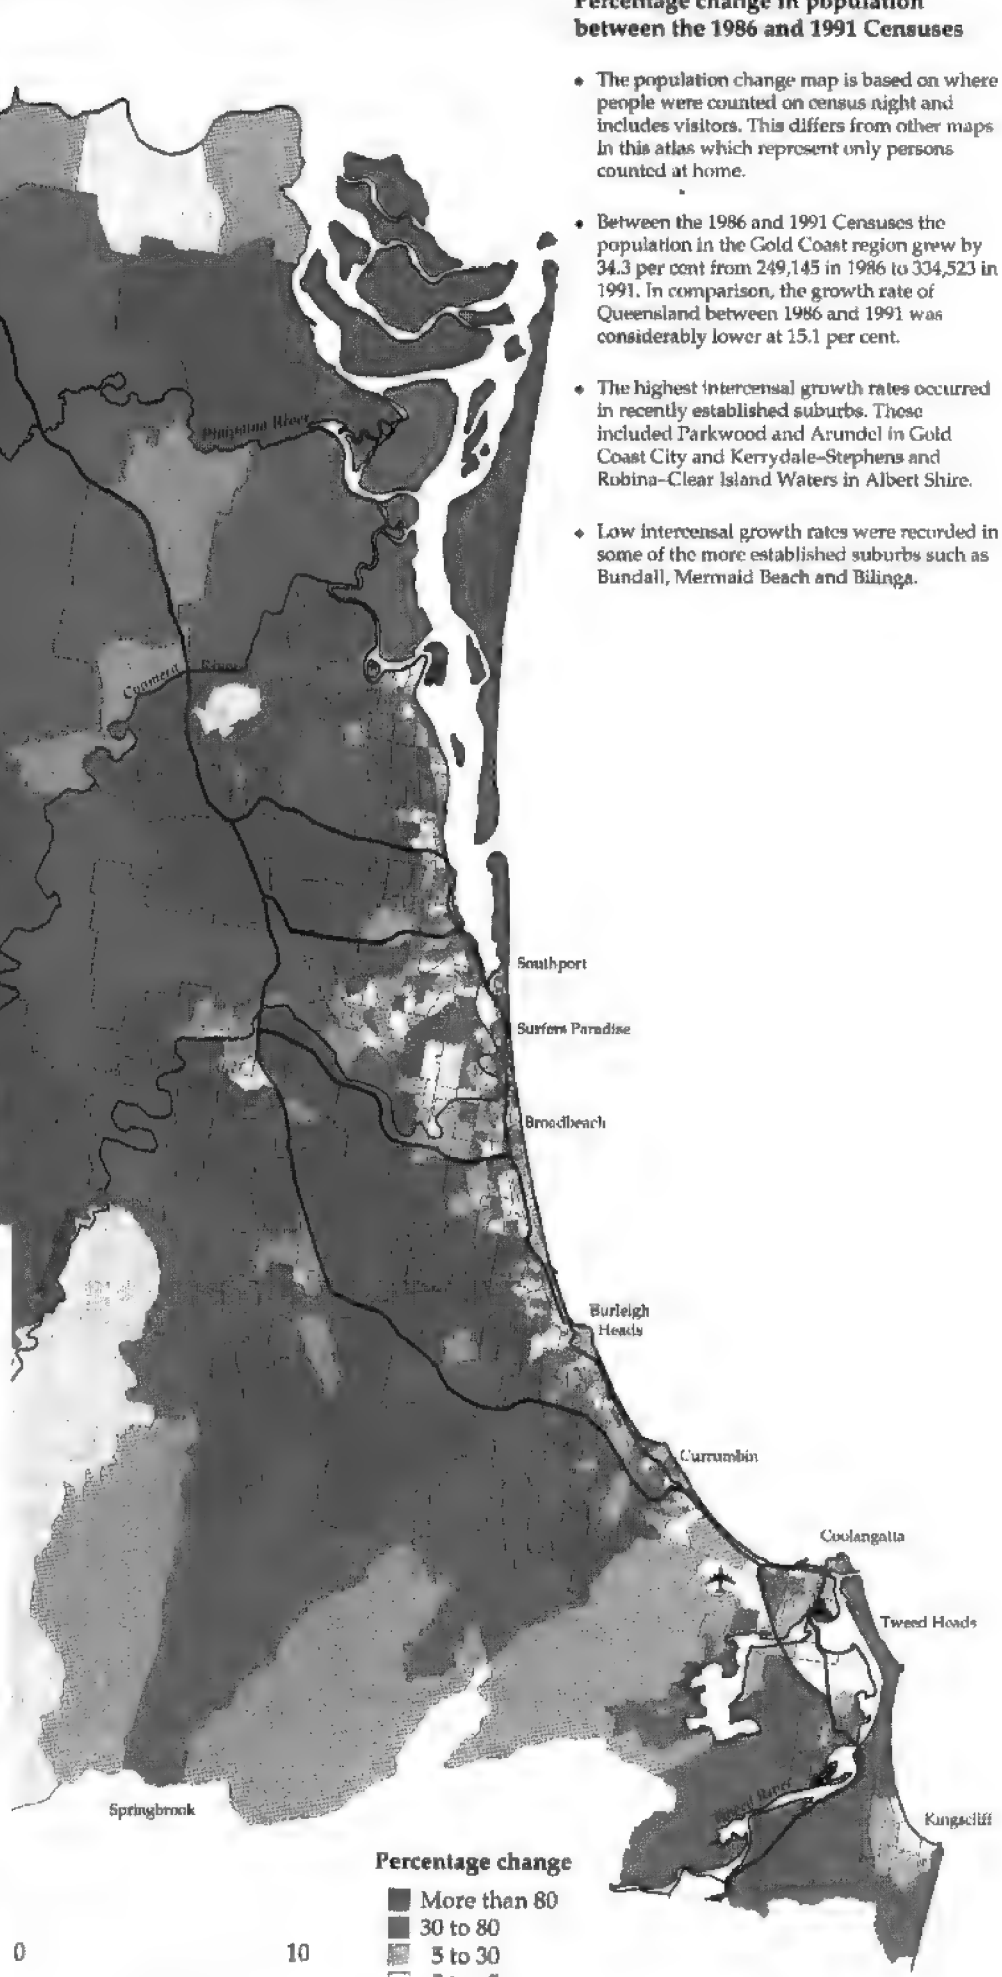 Percentage change in population
between the 1986 and 1991 Censuses
• The population change map is based on where
people were counted on census night and
includes visitors. This differs from other maps
in this atlas which represent only persons
counted at home.
• Between the 1986 and 1991 Censuses the
population in the Gold Coast region grew by
34.3 per cent from 249,145 in 1986 to 334,523 in
1991. In comparison, the growth rate of
Queensland between 1986 and 1991 was
considerably lower at 15.1 per cent.
• The highest intercensal growth rates occurred
in recently established suburbs. These
included Parkwood and Arundel in Gold
Coast City and Kerrydale–Stephens and
Robina–Clear Island Waters in Albert Shire.
• Low intercensal growth rates were recorded in
some of the more established suburbs such as
Bundall, Mermaid Beach and Bilinga.
Pimpama River
Coomera River
Southport
Surfers Paradise
Broadbeach
Burleigh
Heads
Currumbin
Coolangatta
Tweed Heads
Tweed River
Kingscliff
Springbrook
Percentage change
More than 80
30 to 80
5 to 30
0 10